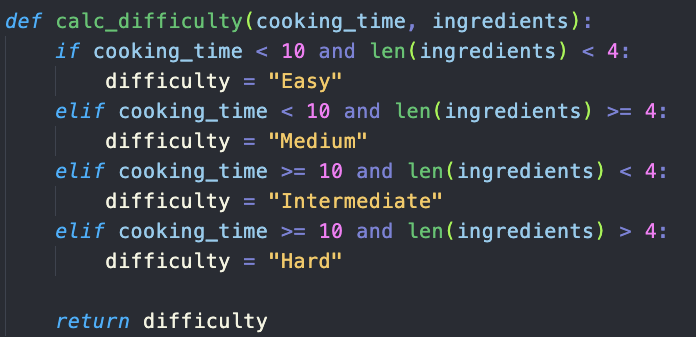 def calc_difficulty(cooking_time, ingredients):
    if cooking_time < 10 and len(ingredients) < 4:
        difficulty = "Easy"
    elif cooking_time < 10 and len(ingredients) >= 4:
        difficulty = "Medium"
    elif cooking_time >= 10 and len(ingredients) < 4:
        difficulty = "Intermediate"
    elif cooking_time >= 10 and len(ingredients) > 4:
        difficulty = "Hard"

    return difficulty